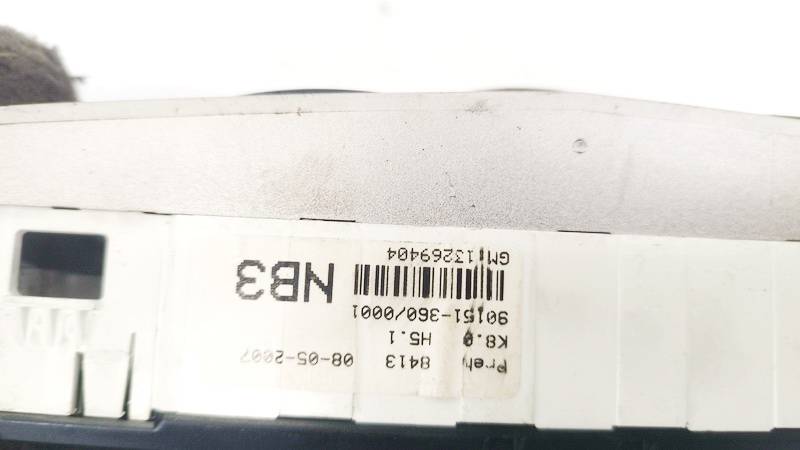 Preh 8413 08-05-2007
K8.0 H5.1
90151-360/0001
NB3
GM:13269404